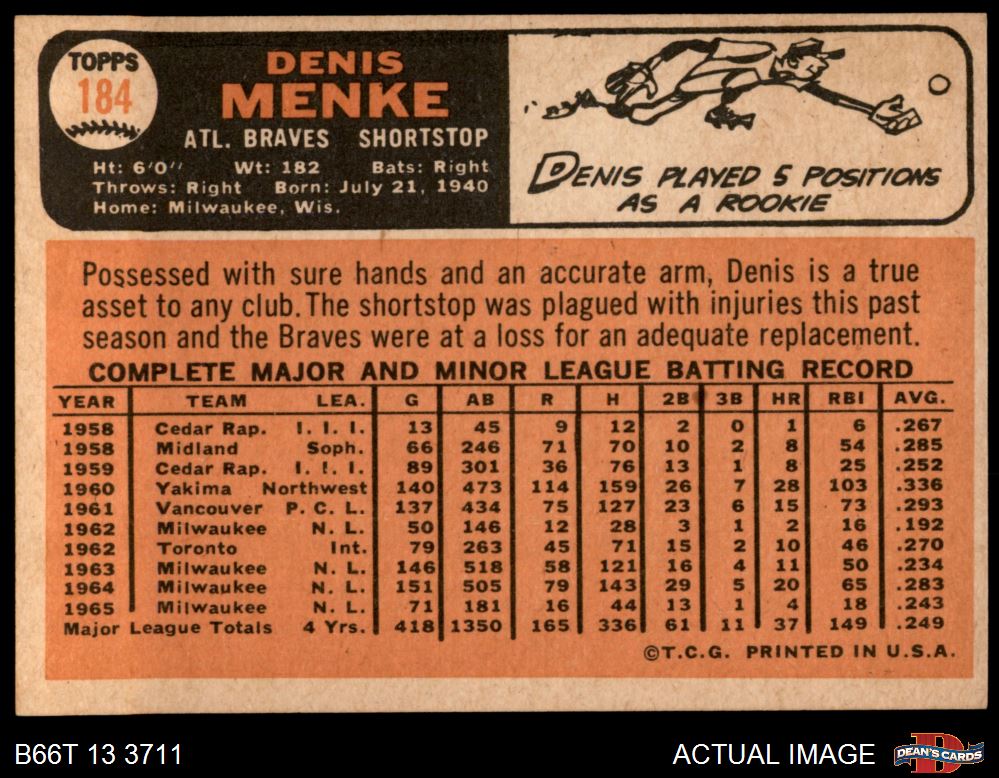 TOPPS
184
DENIS
MENKE
ATL. BRAVES SHORTSTOP
Ht: 6'0'' Wt: 182 Bats: Right
Throws: Right Born: July 21, 1940
Home: Milwaukee, Wis.
DENIS PLAYED 5 POSITIONS
AS A ROOKIE
Possessed with sure hands and an accurate arm, Denis is a true
asset to any club. The shortstop was plagued with injuries this past
season and the Braves were at a loss for an adequate replacement.
COMPLETE MAJOR AND MINOR LEAGUE BATTING RECORD
YEAR TEAM LEA. G AB R H 2B 3B HR RBI AVG.
1958 Cedar Rap. I. I. I. 13 45 9 12 2 0 1 6 .267
1958 Midland Soph. 66 246 71 70 10 2 8 54 .285
1959 Cedar Rap. I. I. I. 89 301 36 76 13 1 8 25 .252
1960 Yakima Northwest 140 473 114 159 26 7 28 103 .336
1961 Vancouver P. C. L. 137 434 75 127 23 6 15 73 .293
1962 Milwaukee N. L. 50 146 12 28 3 1 2 16 .192
1962 Toronto Int. 79 263 45 71 15 2 10 46 .270
1963 Milwaukee N. L. 146 518 58 121 16 4 11 50 .234
1964 Milwaukee N. L. 151 505 79 143 29 5 20 65 .283
1965 Milwaukee N. L. 71 181 16 44 13 1 4 18 .243
Major League Totals 4 Yrs. 418 1350 165 336 61 11 37 149 .249
©T.C.G. PRINTED IN U.S.A.
B66T 13 3711 ACTUAL IMAGE DEAN'S CARDS